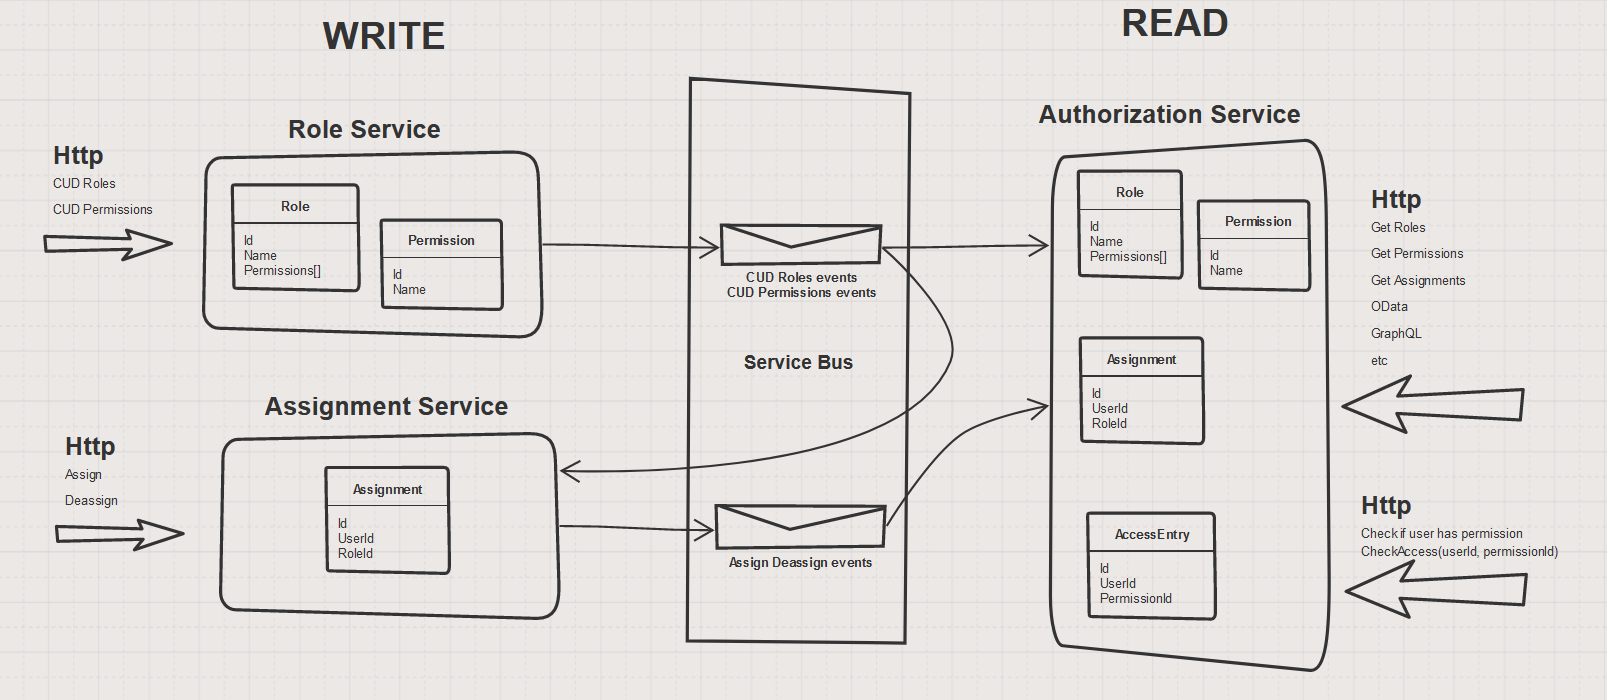 WRITE
READ
Role Service
Http
CUD Roles
CUD Permissions
Role
Id
Name
Permissions[]
Permission
Id
Name
Assignment Service
Http
Assign
Deassign
Assignment
Id
UserId
RoleId
CUD Roles events
CUD Permissions events
Service Bus
Assign Deassign events
Authorization Service
Role
Id
Name
Permissions[]
Permission
Id
Name
Assignment
Id
UserId
RoleId
AccessEntry
Id
UserId
PermissionId
Http
Get Roles
Get Permissions
Get Assignments
OData
GraphQL
etc
Http
Check if user has permission
CheckAccess(userId, permissionId)